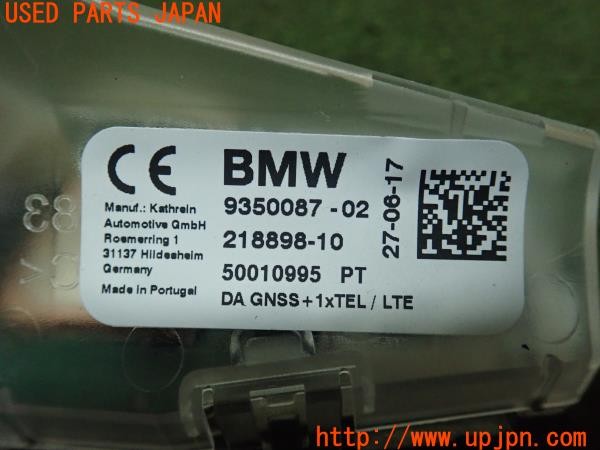 USED PARTS JAPAN
CE
BMW
Manuf.: Kathrein
Automotive GmbH
Roemerring 1
31137 Hildesheim
Germany
Made in Portugal
9350087-02
218898-10
50010995 PT
DA GNSS+1xTEL / LTE
27-06-17
http://www.upjpn.com/